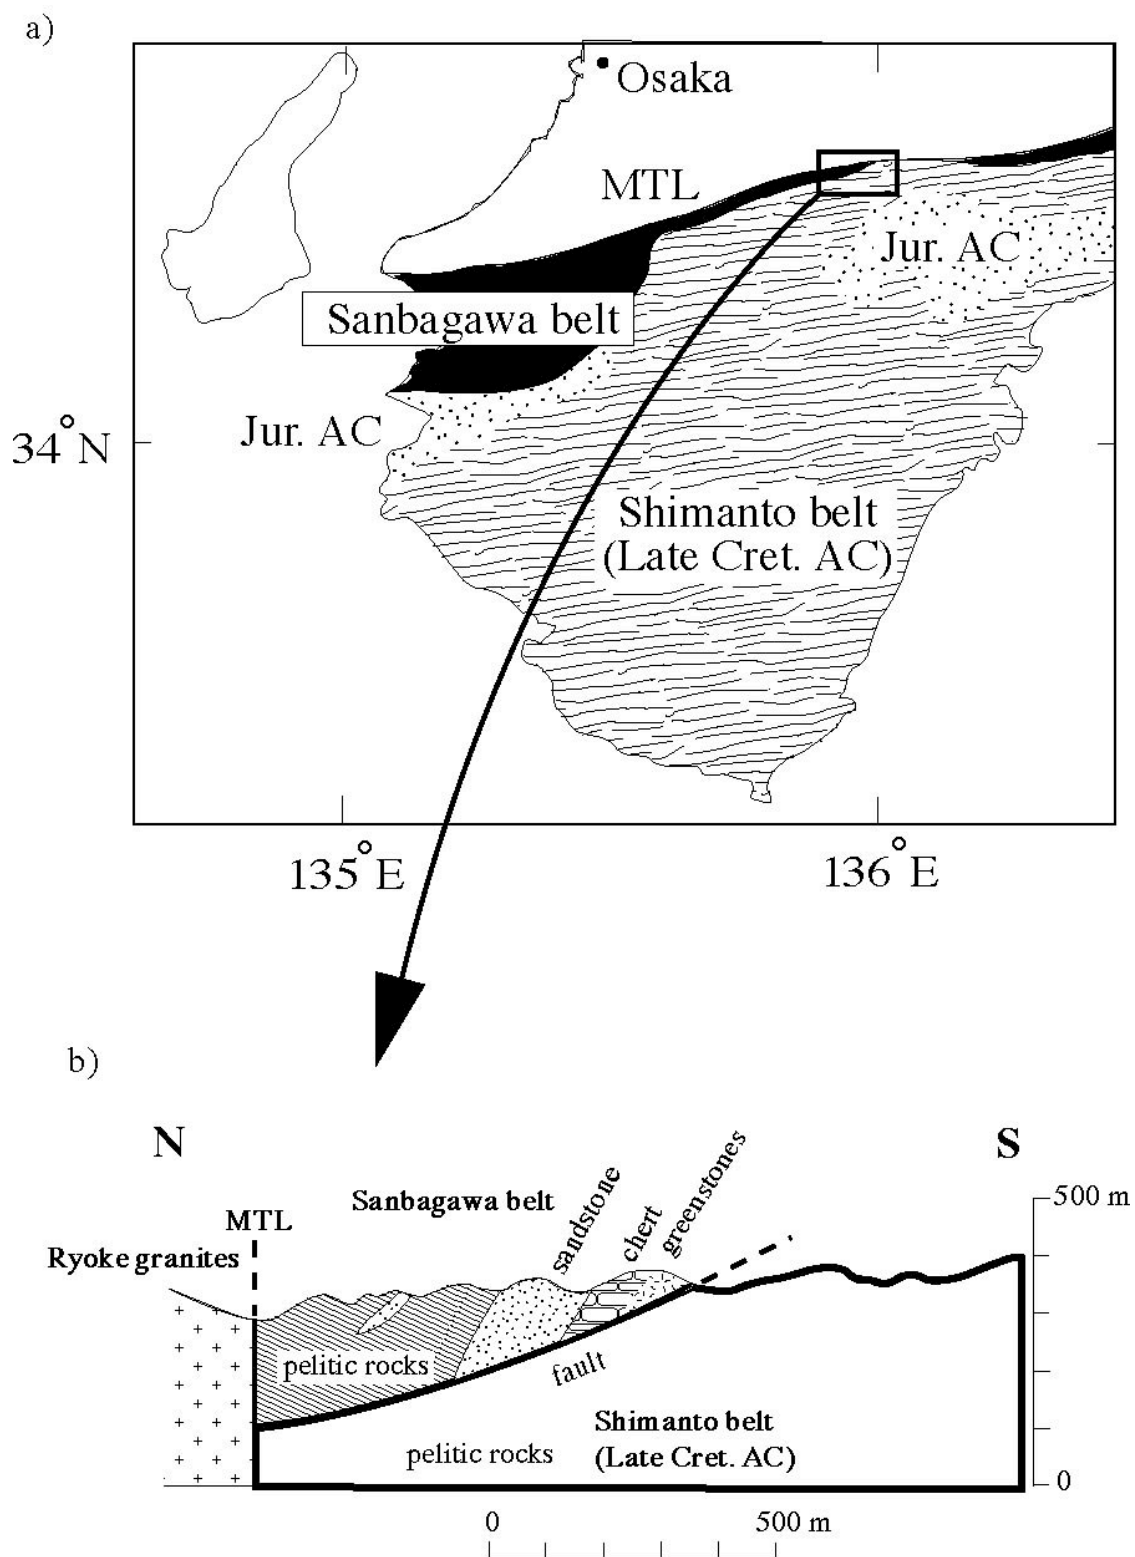 a)
Osaka
MTL
Jur. AC
Sanbagawa belt
Jur. AC
34°N
Shimanto belt
(Late Cret. AC)
135°E
136°E
b)
N
S
Sanbagawa belt
sandstone
chert
greenstones
500 m
MTL
Ryoke granites
pelitic rocks
fault
Shimanto belt
pelitic rocks
(Late Cret. AC)
0
0
500 m